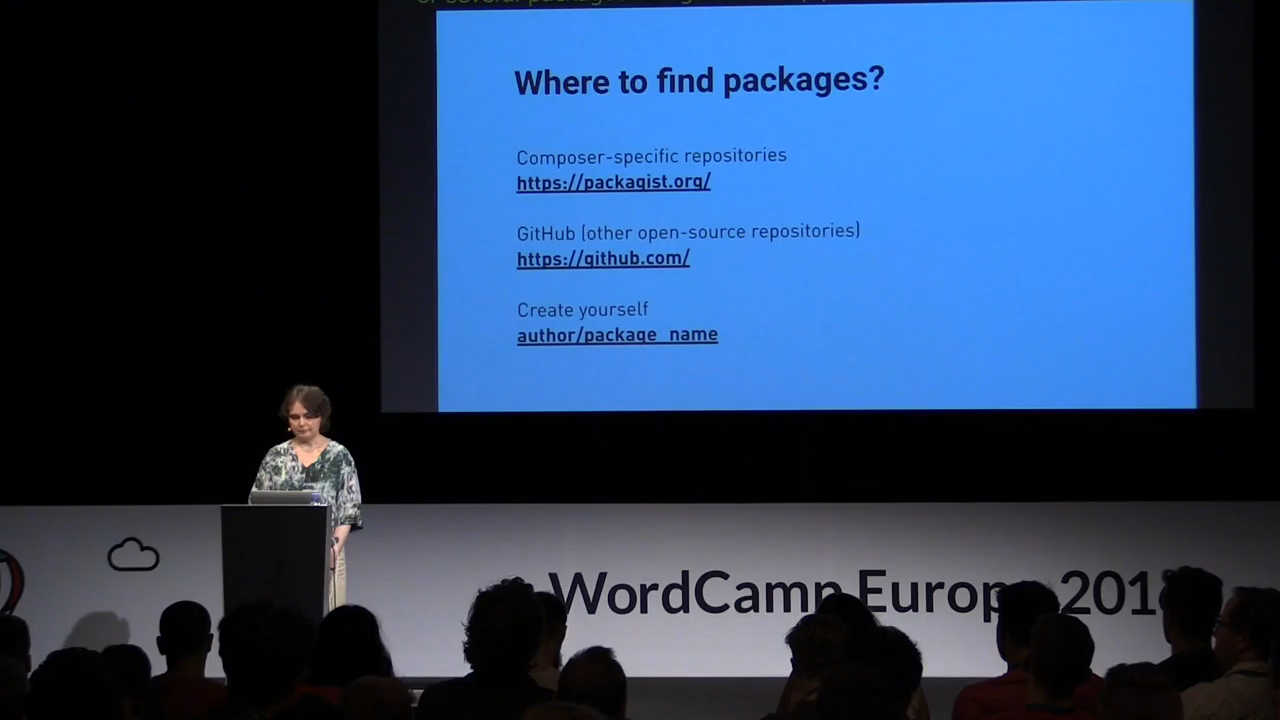 Where to find packages?
Composer-specific repositories
https://packagist.org/
GitHub (other open-source repositories)
https://github.com/
Create yourself
author/package_name
WordCamp Europe 201